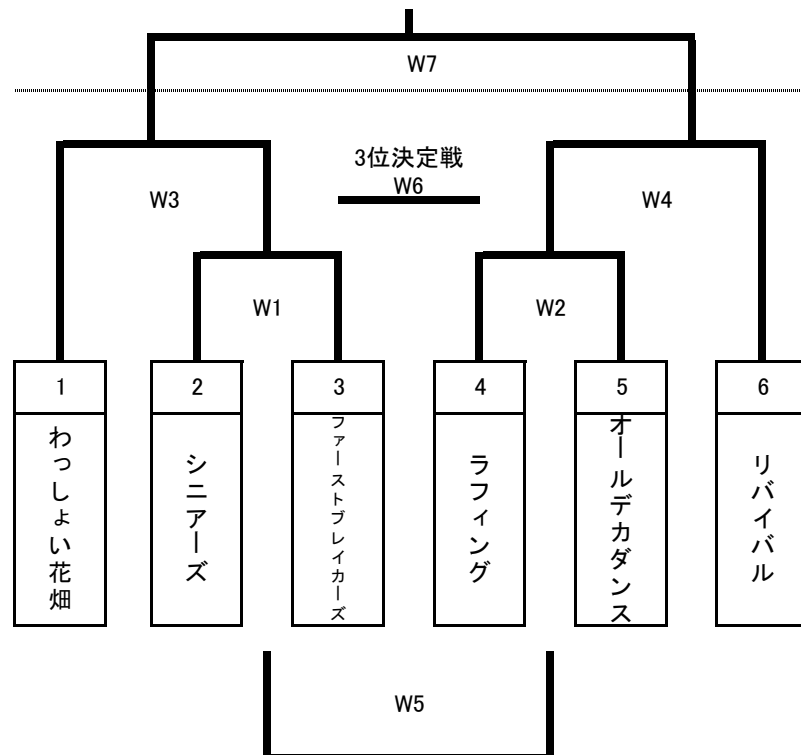 W7
3位決定戦
W6
W3
W4
W1
W2
1
2
3
4
5
6
わっしょい花畑
シニアーズ
ファーストブレイカーズ
ラフィング
オールデカダンス
リバイバル
W5